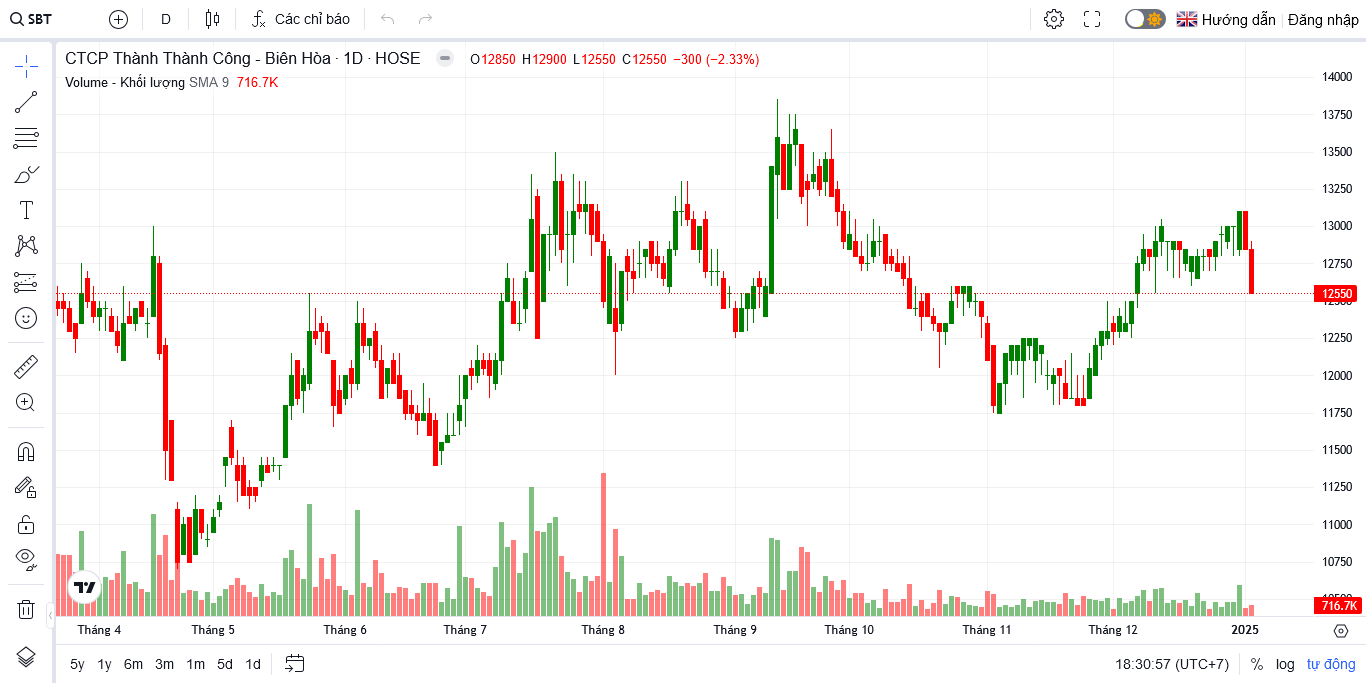 SBT D Các chỉ báo Hướng dẫn Đăng nhập
CTCP Thành Thành Công - Biên Hòa · 1D · HOSE O12850 H12900 L12550 C12550 −300 (−2.33%)
Volume - Khối lượng SMA 9 716.7K
14000
13750
13500
13250
13000
12750
12550
12500
12250
12000
11750
11500
11250
11000
10750
10500
716.7K
Tháng 4 Tháng 5 Tháng 6 Tháng 7 Tháng 8 Tháng 9 Tháng 10 Tháng 11 Tháng 12 2025
5y 1y 6m 3m 1m 5d 1d 18:30:57 (UTC+7) % log tự động